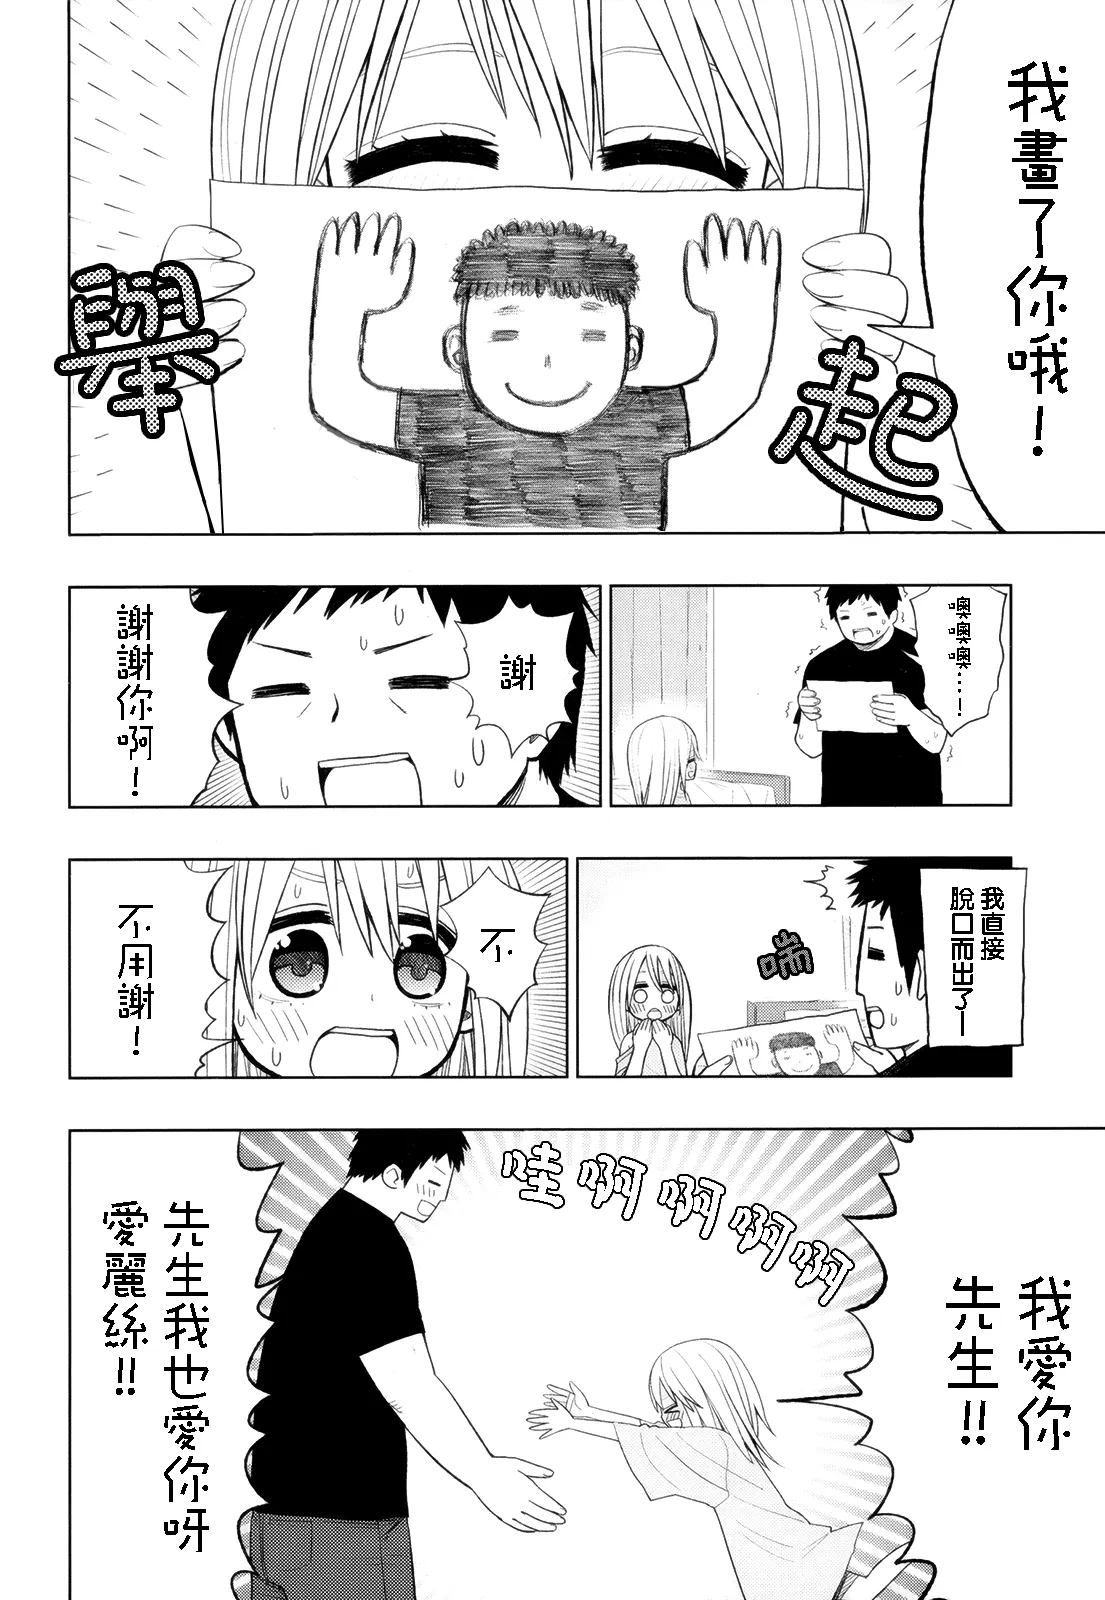 我畫了你哦！
舉起
噢噢噢…！
謝
謝謝你啊！
我直接
脫口而出了—
喘
不
不用謝！
哇啊啊啊啊
我愛你
先生!!
先生我也愛你呀
愛麗絲!!